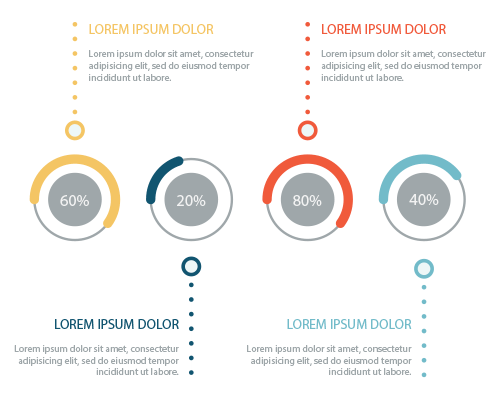 LOREM IPSUM DOLOR
Lorem ipsum dolor sit amet, consectetur
adipisicing elit, sed do eiusmod tempor
incididunt ut labore.
LOREM IPSUM DOLOR
Lorem ipsum dolor sit amet, consectetur
adipisicing elit, sed do eiusmod tempor
incididunt ut labore.
60%
20%
80%
40%
LOREM IPSUM DOLOR
Lorem ipsum dolor sit amet, consectetur
adipisicing elit, sed do eiusmod tempor
incididunt ut labore.
LOREM IPSUM DOLOR
Lorem ipsum dolor sit amet, consectetur
adipisicing elit, sed do eiusmod tempor
incididunt ut labore.